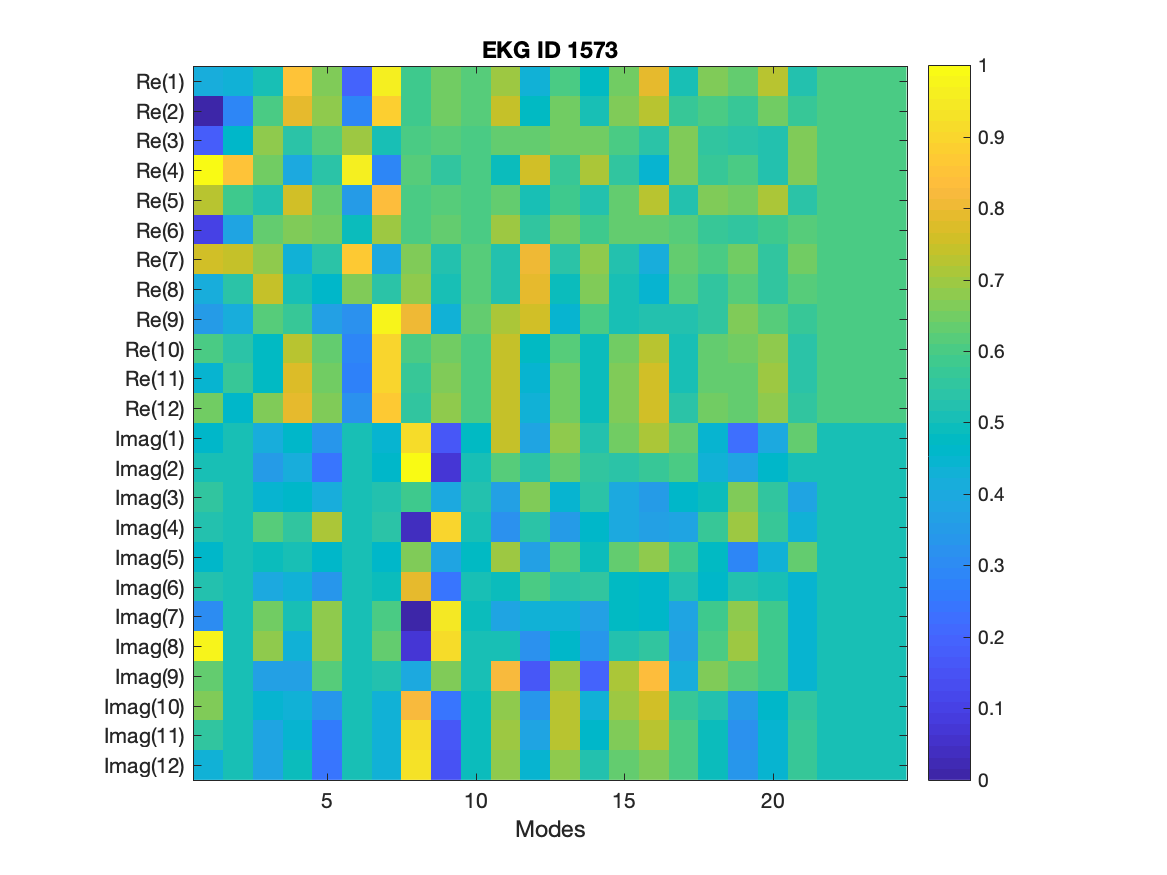 EKG ID 1573
Re(1)
Re(2)
Re(3)
Re(4)
Re(5)
Re(6)
Re(7)
Re(8)
Re(9)
Re(10)
Re(11)
Re(12)
Imag(1)
Imag(2)
Imag(3)
Imag(4)
Imag(5)
Imag(6)
Imag(7)
Imag(8)
Imag(9)
Imag(10)
Imag(11)
Imag(12)
5 10 15 20
Modes
1
0.9
0.8
0.7
0.6
0.5
0.4
0.3
0.2
0.1
0